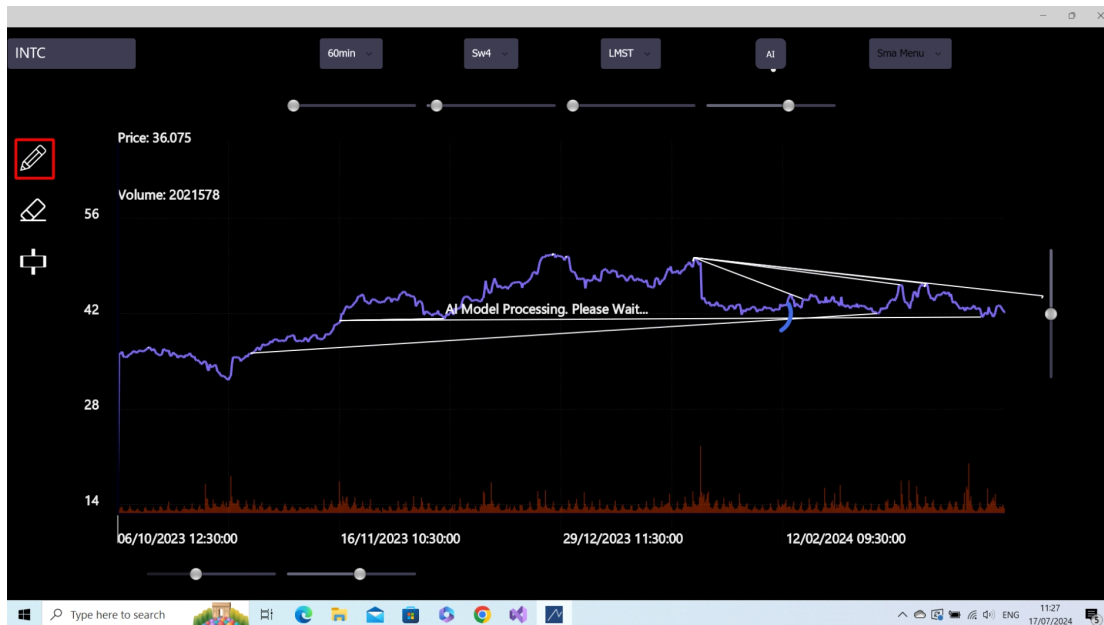 INTC
60min
Sw4
LMST
AI
Sma Menu
Price: 36.075
Volume: 2021578
56
42
AI Model Processing. Please Wait...
28
14
06/10/2023 12:30:00
16/11/2023 10:30:00
29/12/2023 11:30:00
12/02/2024 09:30:00
Type here to search
ENG
11:27
17/07/2024
5